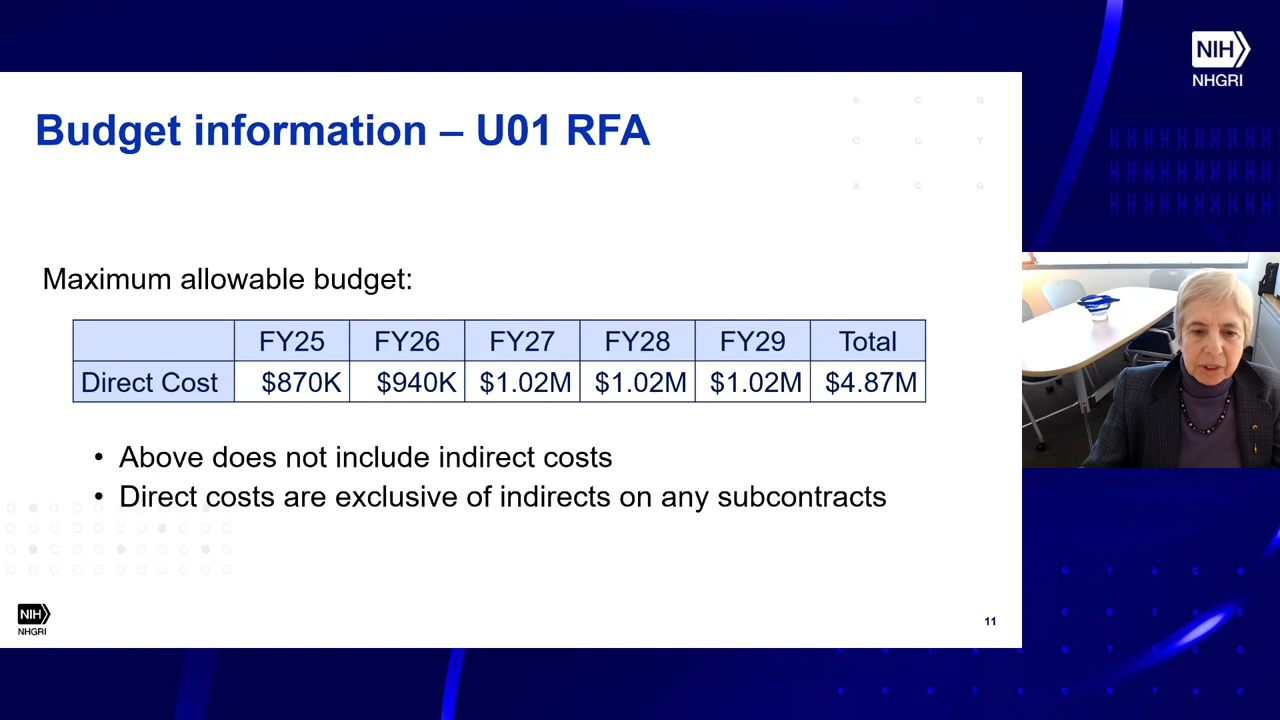 NIH
NHGRI
Budget information – U01 RFA
A C G
C G T
A C G
Maximum allowable budget:
FY25 FY26 FY27 FY28 FY29 Total
Direct Cost $870K $940K $1.02M $1.02M $1.02M $4.87M
• Above does not include indirect costs
• Direct costs are exclusive of indirects on any subcontracts
NIH
NHGRI
11